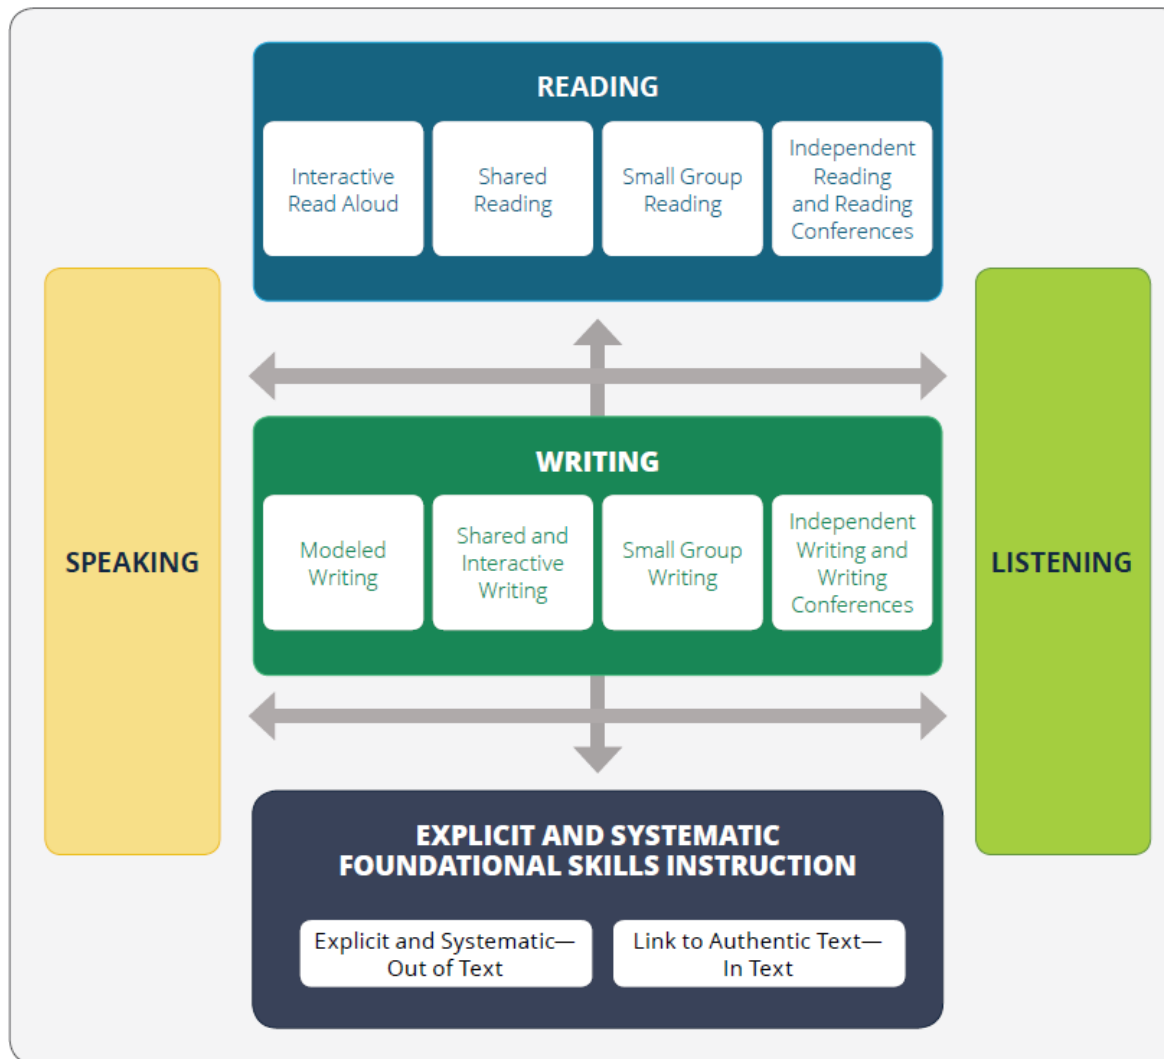 READING
Interactive
Read Aloud
Shared
Reading
Small Group
Reading
Independent
Reading
and Reading
Conferences
SPEAKING
WRITING
Modeled
Writing
Shared and
Interactive
Writing
Small Group
Writing
Independent
Writing and
Writing
Conferences
LISTENING
EXPLICIT AND SYSTEMATIC
FOUNDATIONAL SKILLS INSTRUCTION
Explicit and Systematic—
Out of Text
Link to Authentic Text—
In Text